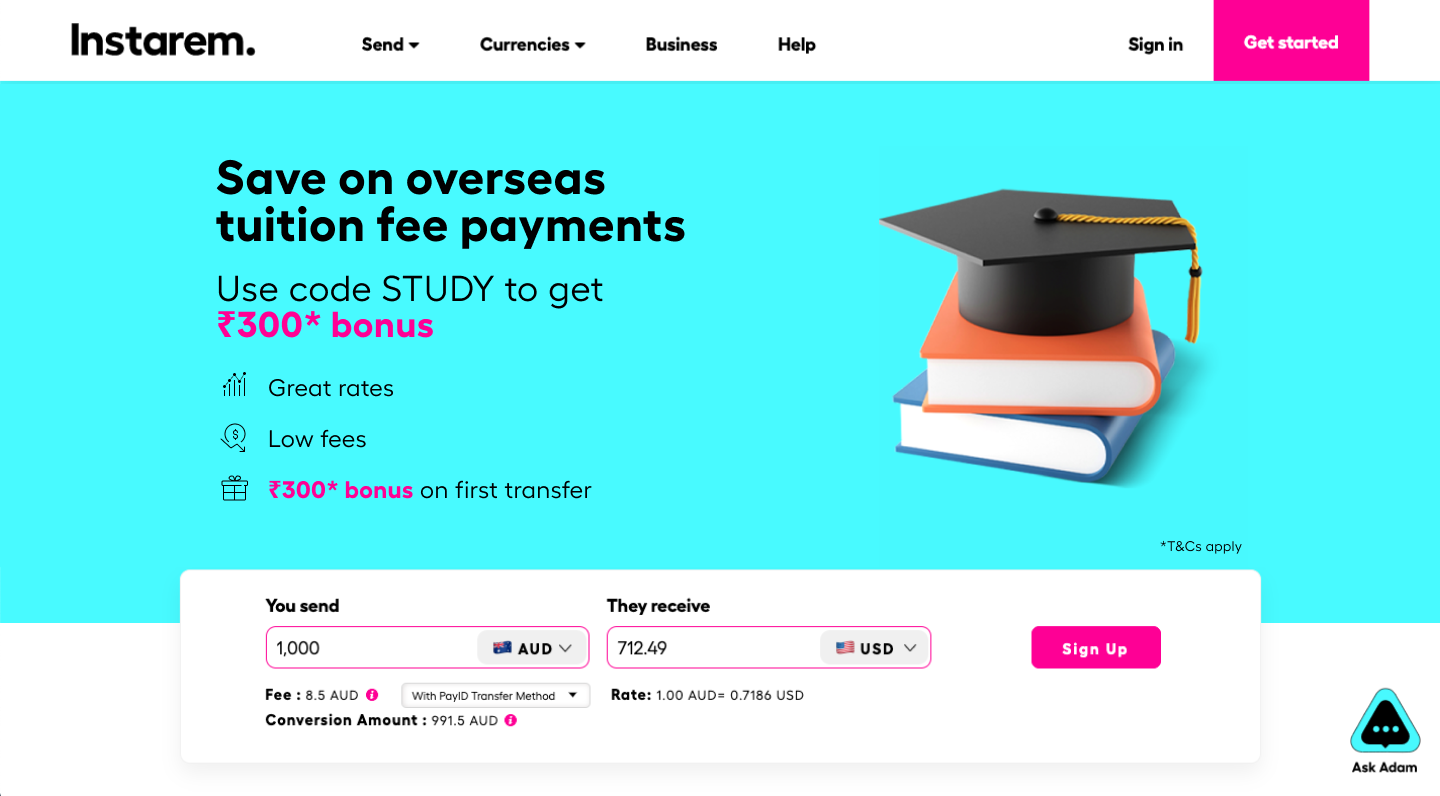 Instarem.
Send
Currencies
Business
Help
Sign in
Get started
Save on overseas
tuition fee payments
Use code STUDY to get
₹300* bonus
Great rates
Low fees
₹300* bonus on first transfer
*T&Cs apply
You send
1,000
AUD
They receive
712.49
USD
Sign Up
Fee : 8.5 AUD
With PayID Transfer Method
Rate: 1.00 AUD= 0.7186 USD
Conversion Amount : 991.5 AUD
Ask Adam